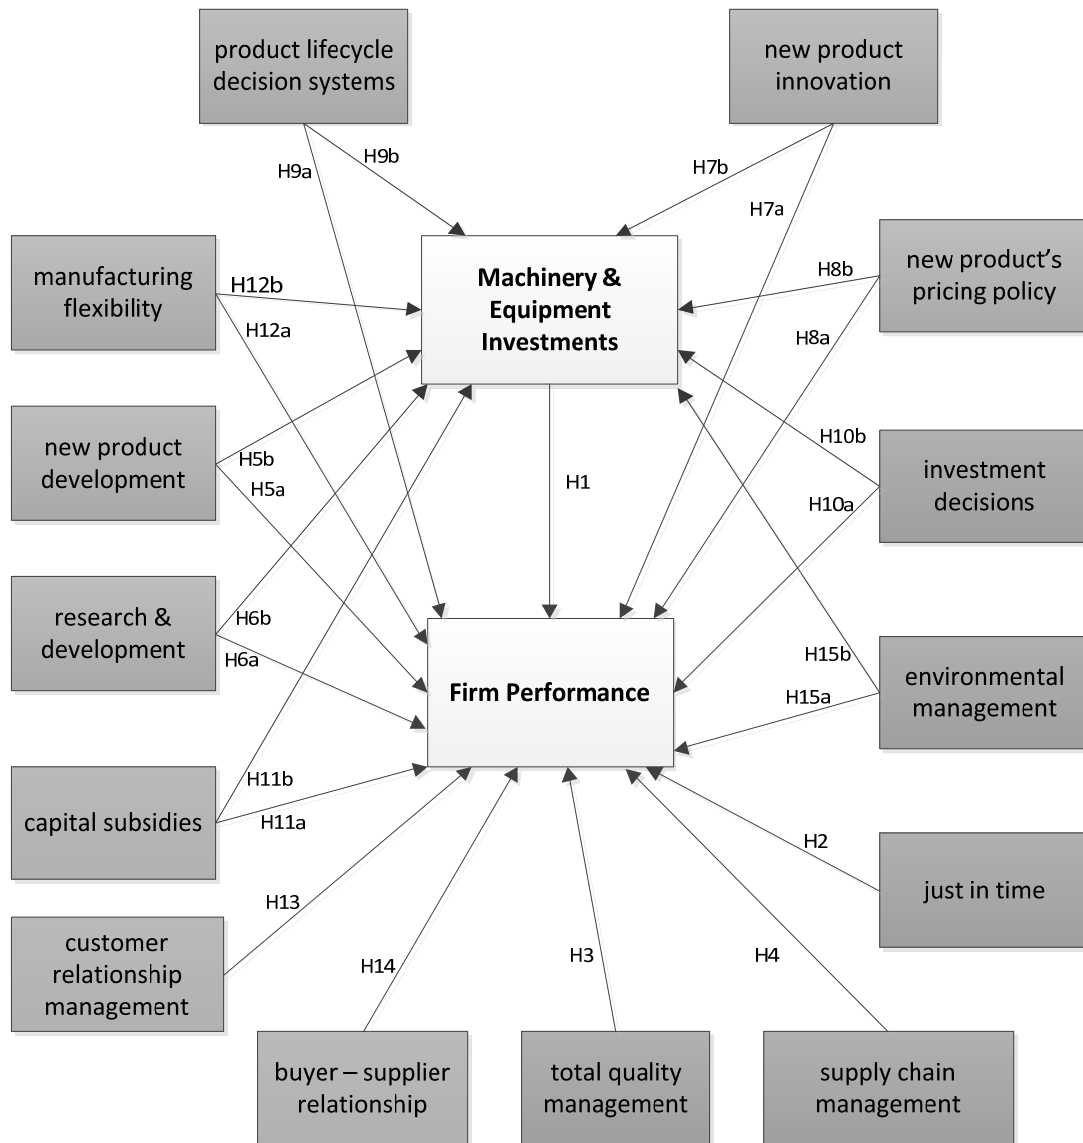 product lifecycle
decision systems
new product
innovation
H9b
H9a
H7b
H7a
manufacturing
flexibility
H12b
H12a
Machinery &
Equipment
Investments
H8b
H8a
new product’s
pricing policy
new product
development
H5b
H5a
H1
H10b
H10a
investment
decisions
research &
development
H6b
H6a
Firm Performance
H15b
H15a
environmental
management
capital subsidies
H11b
H11a
H2
just in time
customer
relationship
management
H13
H14
H3
H4
buyer – supplier
relationship
total quality
management
supply chain
management